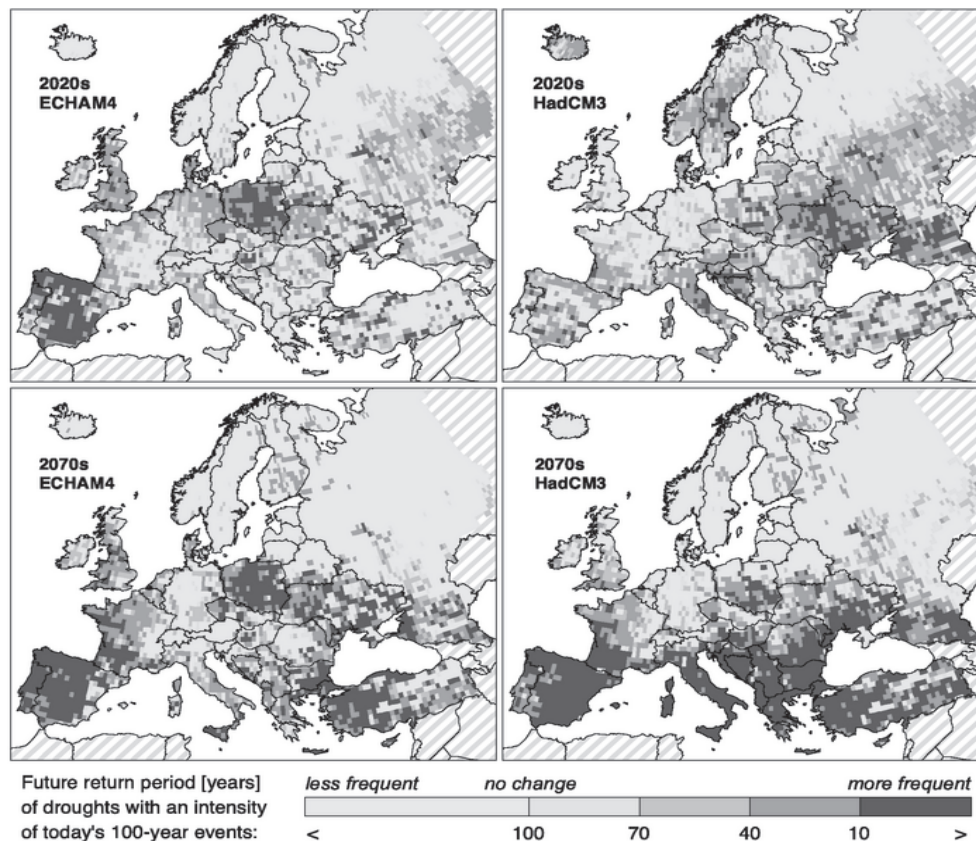 2020s
ECHAM4
2020s
HadCM3
2070s
ECHAM4
2070s
HadCM3
Future return period [years]
of droughts with an intensity
of today's 100-year events:
less frequent no change more frequent
< 100 70 40 10 >